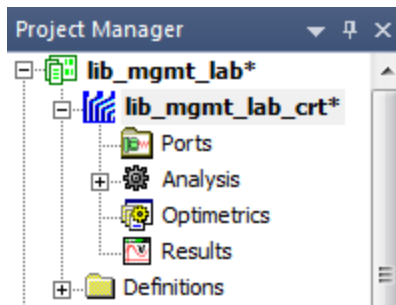 Project Manager
lib_mgmt_lab*
lib_mgmt_lab_crt*
Ports
Analysis
Optimetrics
Results
Definitions